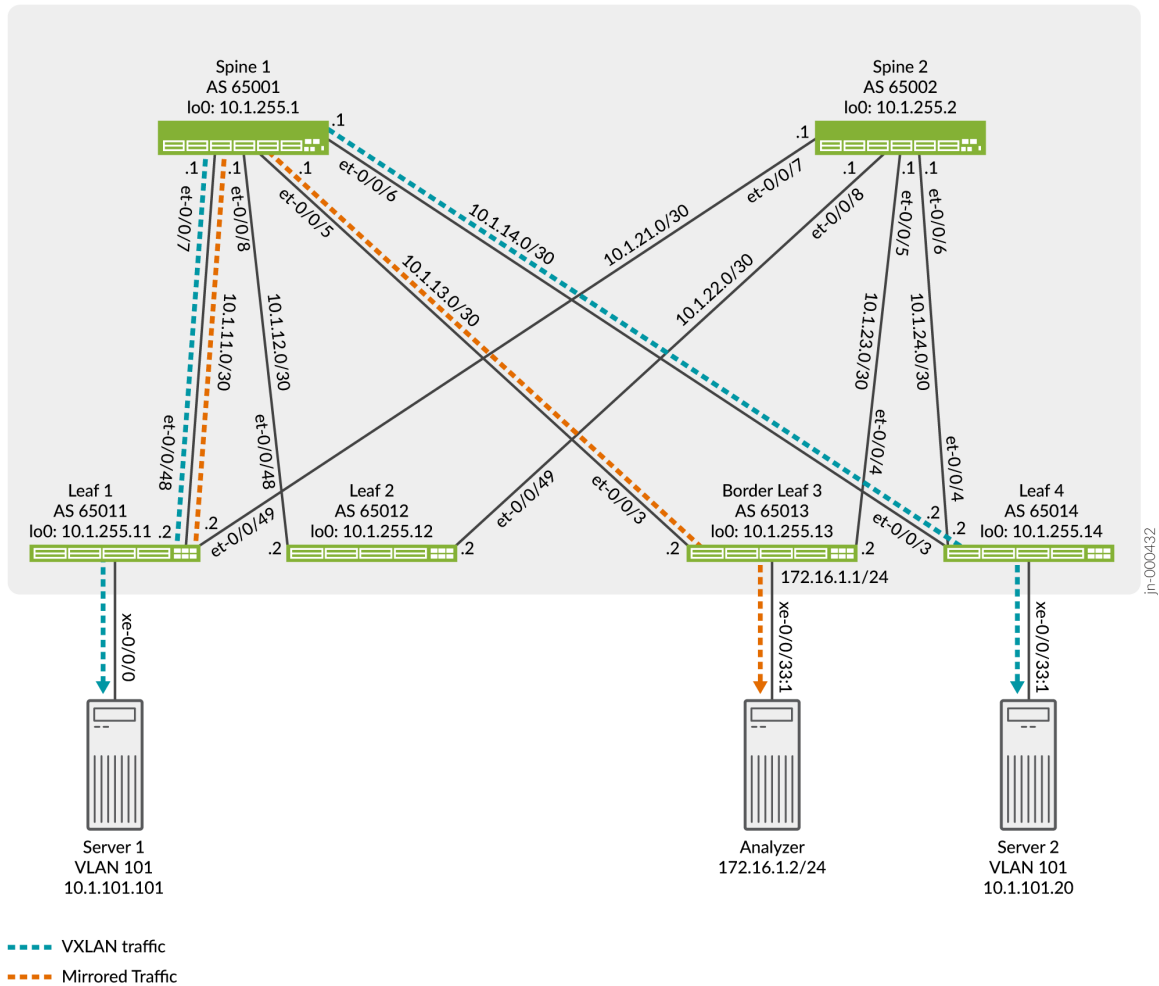 Spine 1
AS 65001
lo0: 10.1.255.1
Spine 2
AS 65002
lo0: 10.1.255.2
.1
.1
.1
.1
.1
.1
.1
.1
et-0/0/7
et-0/0/8
et-0/0/5
et-0/0/6
et-0/0/7
et-0/0/8
et-0/0/5
et-0/0/6
10.1.11.0/30
10.1.12.0/30
10.1.13.0/30
10.1.14.0/30
10.1.21.0/30
10.1.22.0/30
10.1.23.0/30
10.1.24.0/30
et-0/0/48
et-0/0/48
et-0/0/49
et-0/0/49
et-0/0/3
et-0/0/4
et-0/0/3
et-0/0/4
Leaf 1
AS 65011
lo0: 10.1.255.11
.2
.2
Leaf 2
AS 65012
lo0: 10.1.255.12
.2
.2
Border Leaf 3
AS 65013
lo0: 10.1.255.13
.2
.2
Leaf 4
AS 65014
lo0: 10.1.255.14
.2
.2
172.16.1.1/24
xe-0/0/0
xe-0/0/33:1
xe-0/0/33:1
Server 1
VLAN 101
10.1.101.101
Analyzer
172.16.1.2/24
Server 2
VLAN 101
10.1.101.20
VXLAN traffic
Mirrored Traffic
jn-000432